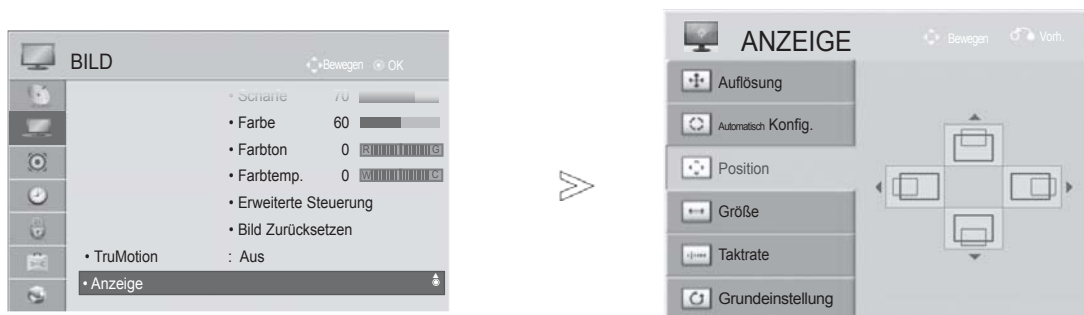 BILD
Bewegen OK
• Schärfe 70
• Farbe 60
• Farbton 0 R G
• Farbtemp. 0 W C
• Erweiterte Steuerung
• Bild Zurücksetzen
• TruMotion : Aus
• Anzeige
ANZEIGE
Bewegen Vorh.
Auflösung
Automatisch Konfig.
Position
Größe
Taktrate
Grundeinstellung